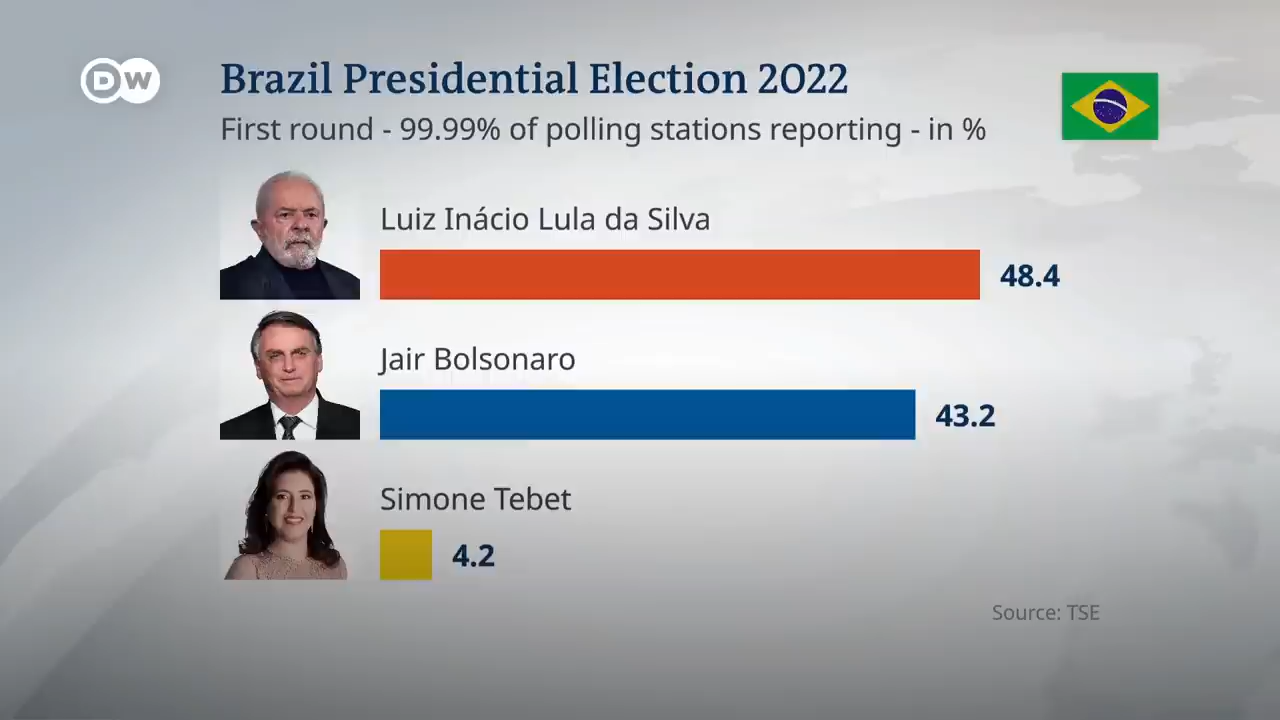 DW
Brazil Presidential Election 2022
First round - 99.99% of polling stations reporting - in %
Luiz Inácio Lula da Silva
48.4
Jair Bolsonaro
43.2
Simone Tebet
4.2
Source: TSE